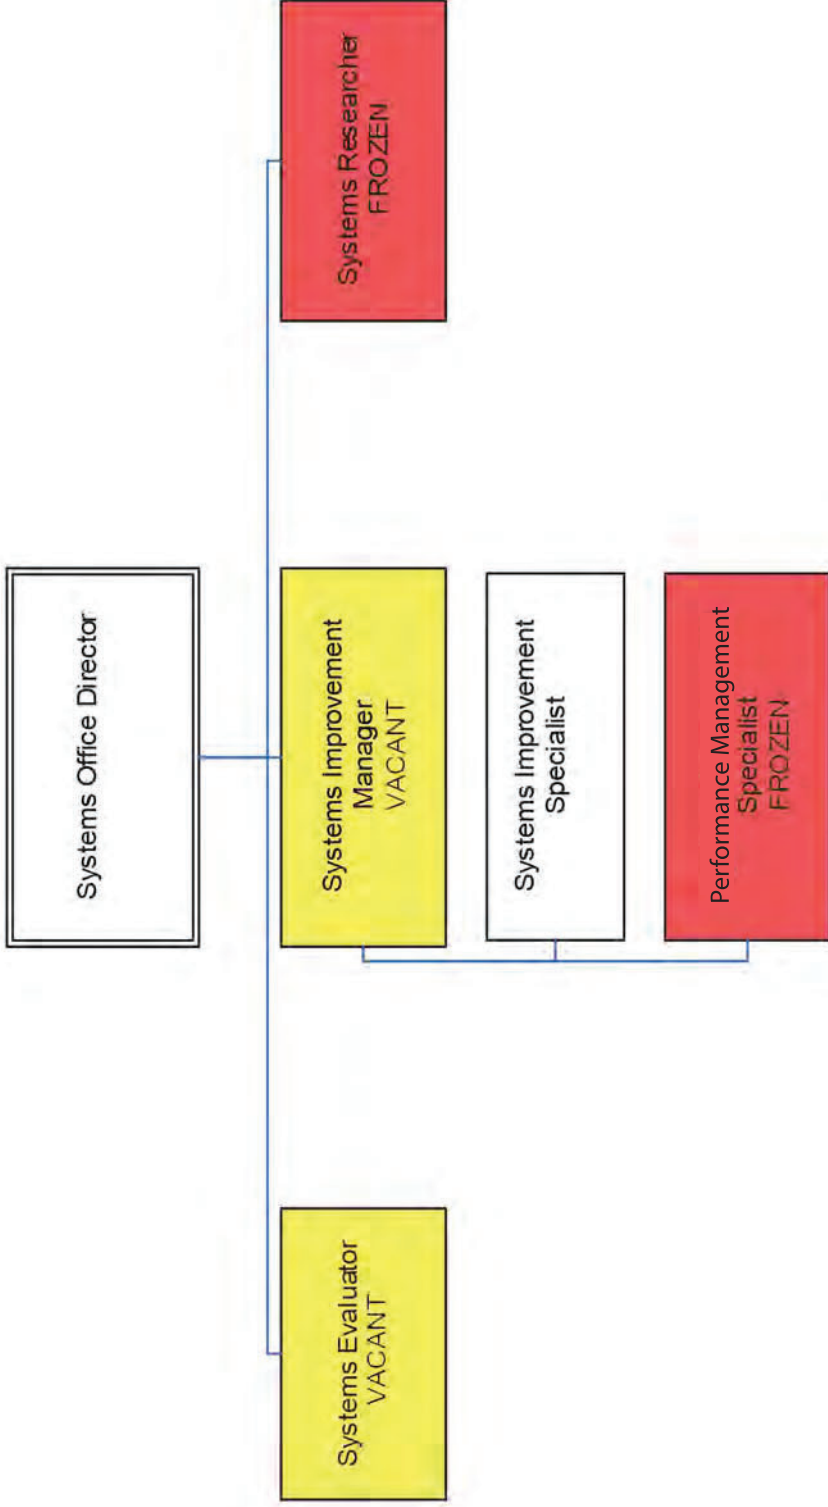 Systems Office Director
Systems Evaluator
VACANT
Systems Improvement
Manager
VACANT
Systems Researcher
FROZEN
Systems Improvement
Specialist
Performance Management
Specialist
FROZEN